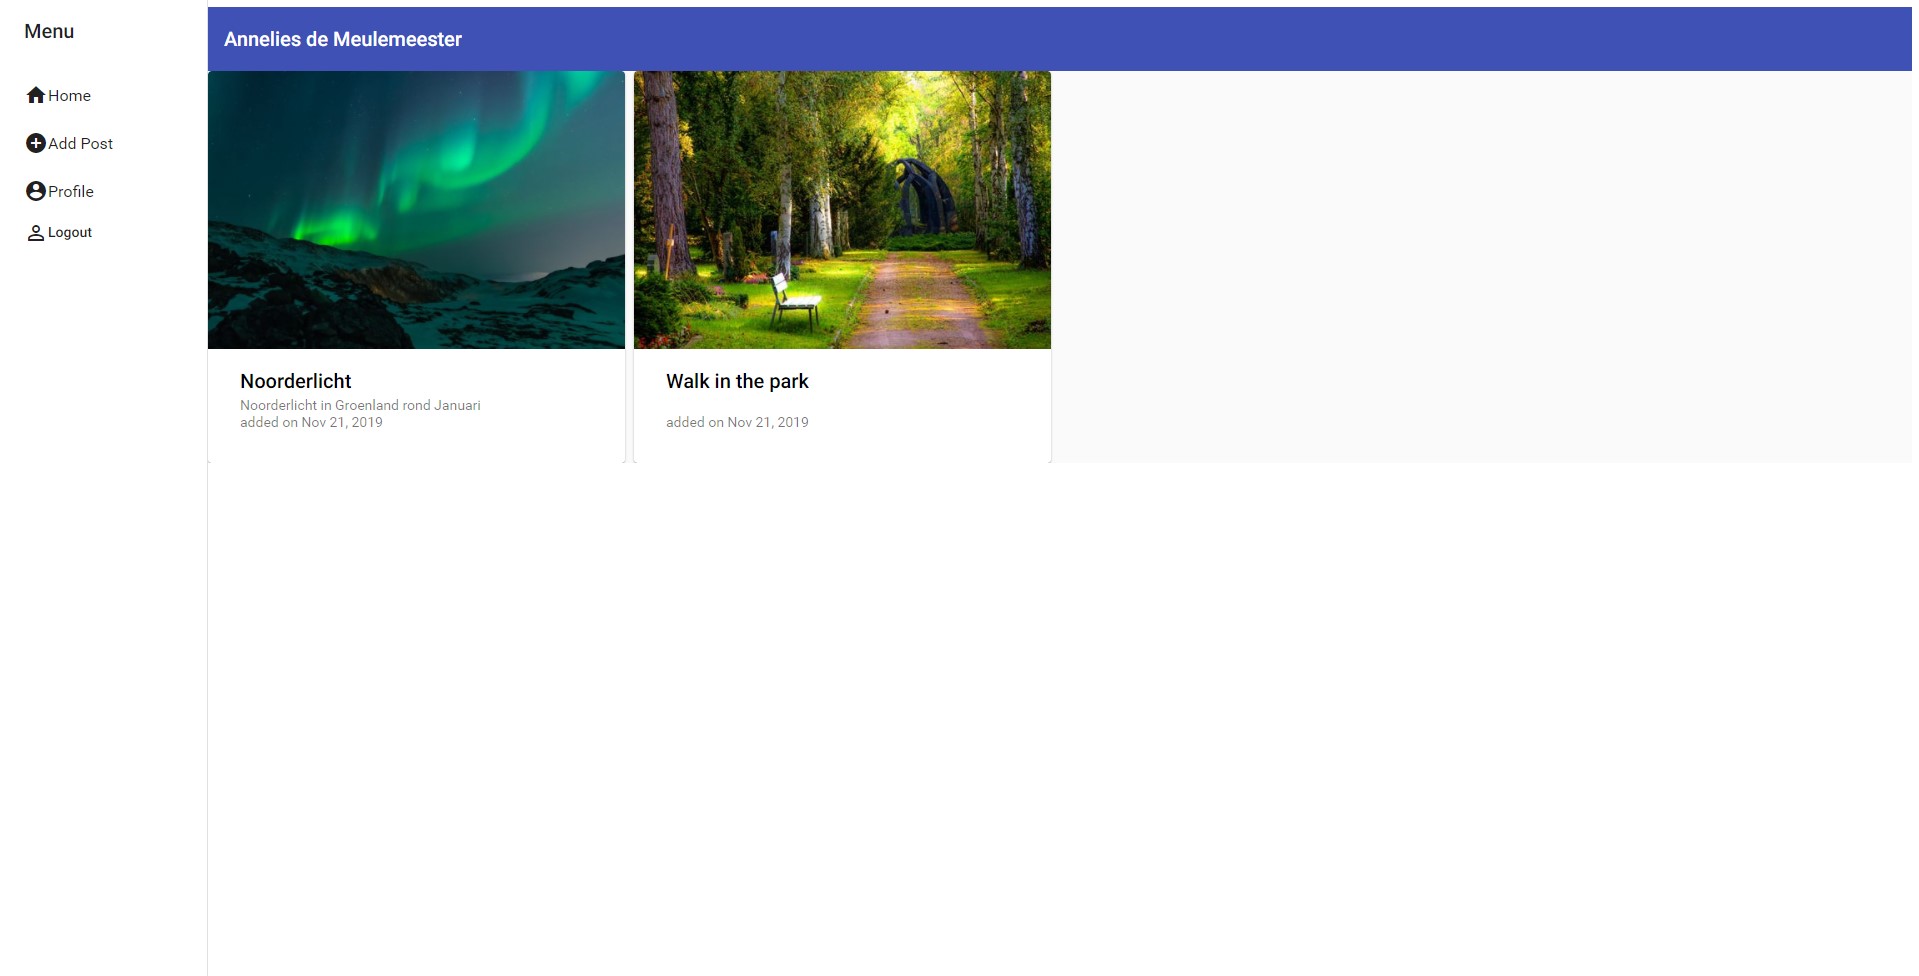 Menu
Home
Add Post
Profile
Logout
Annelies de Meulemeester
Noorderlicht
Noorderlicht in Groenland rond Januari
added on Nov 21, 2019
Walk in the park
added on Nov 21, 2019